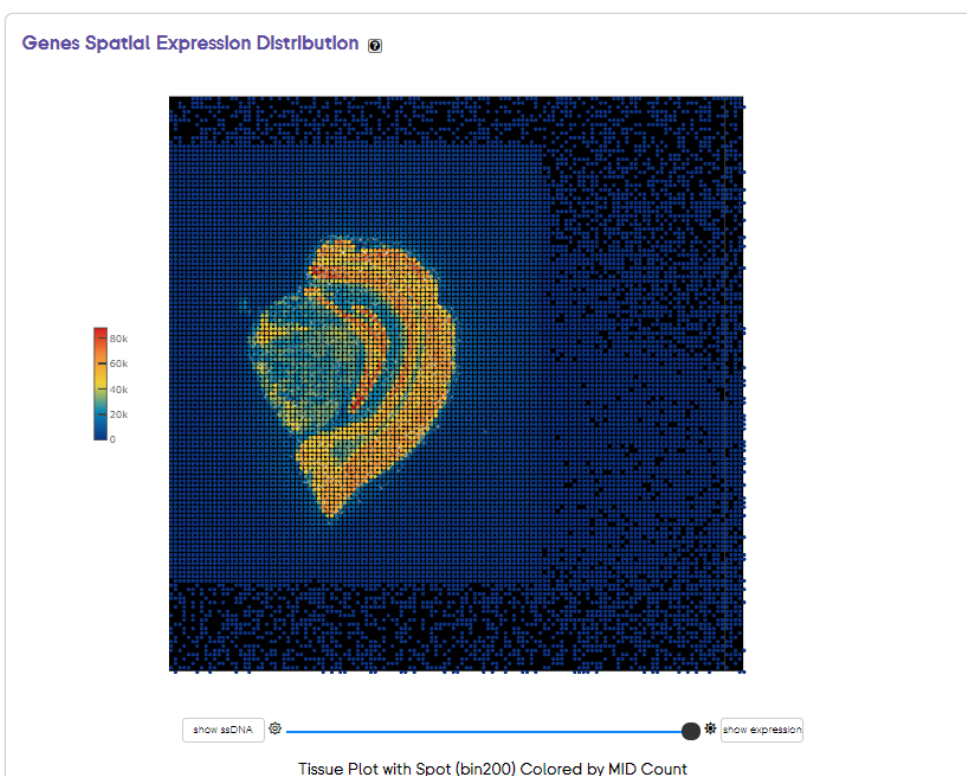 Genes Spatial Expression Distribution ?
80k
60k
40k
20k
0
show ssDNA
show expression
Tissue Plot with Spot (bin200) Colored by MID Count